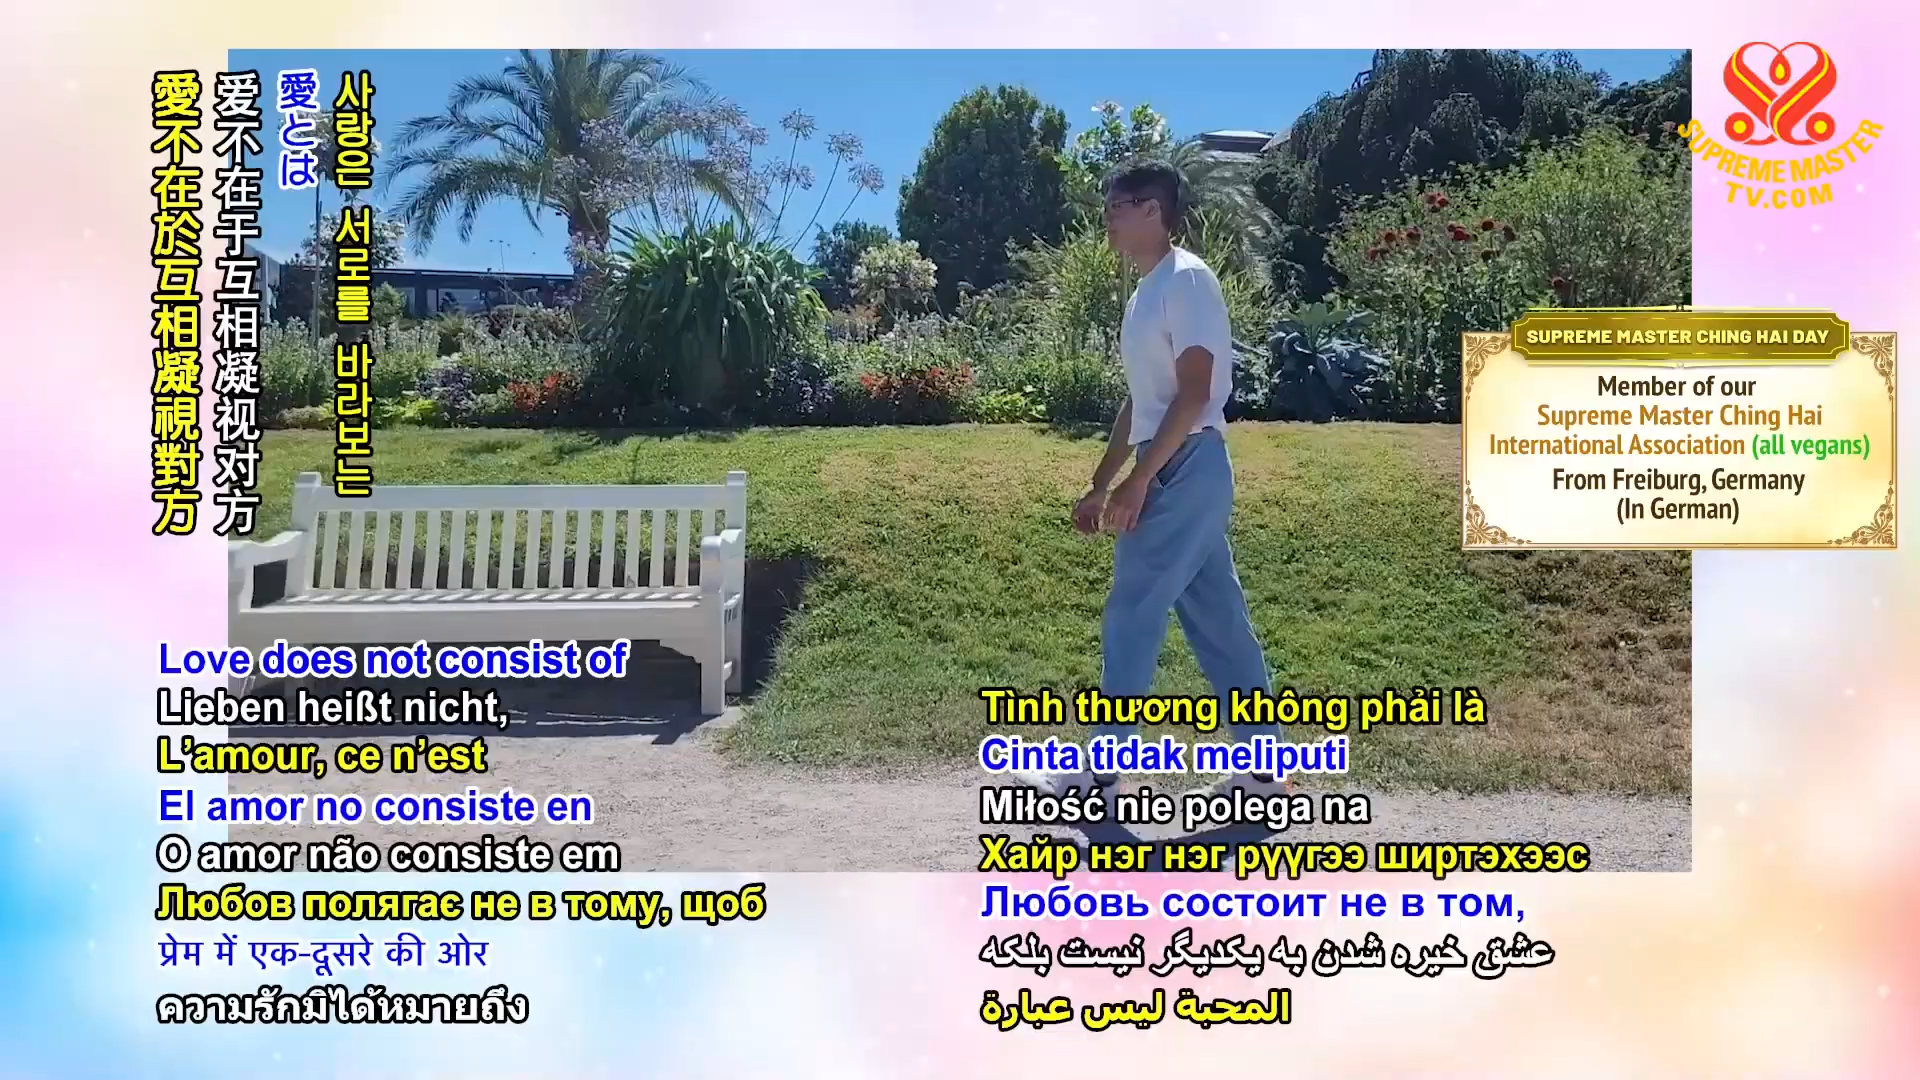 愛不在於互相凝視對方
爱不在于互相凝视对方
愛とは
사랑은 서로를 바라보는
SUPREME MASTER
TV.COM
SUPREME MASTER CHING HAI DAY
Member of our
Supreme Master Ching Hai
International Association (all vegans)
From Freiburg, Germany
(In German)
Love does not consist of
Lieben heißt nicht,
L’amour, ce n’est
El amor no consiste en
O amor não consiste em
Любов полягає не в тому, щоб
प्रेम में एक-दूसरे की ओर
ความรักมิได้หมายถึง
Tình thương không phải là
Cinta tidak meliputi
Miłość nie polega na
Хайр нэг нэг рүүгээ ширтэхээс
Любовь состоит не в том,
عشق خیره شدن به یکدیگر نیست بلکه
المحبة ليس عبارة